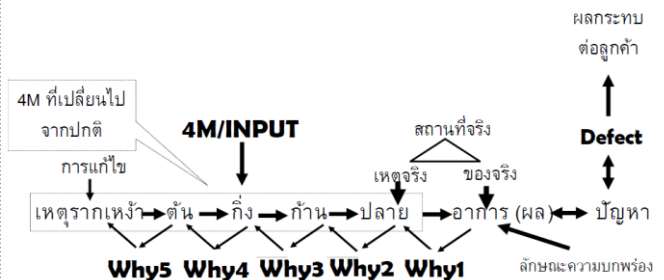 ผลกระทบ
ต่อลูกค้า
4M ที่เปลี่ยนไป
จากปกติ
4M/INPUT
สถานที่จริง
Defect
การแก้ไข
เหตุจริง
ของจริง
เหตุรากเหง้า ต้น กิ่ง ก้าน ปลาย อาการ (ผล) ปัญหา
Why5 Why4 Why3 Why2 Why1
ลักษณะความบกพร่อง